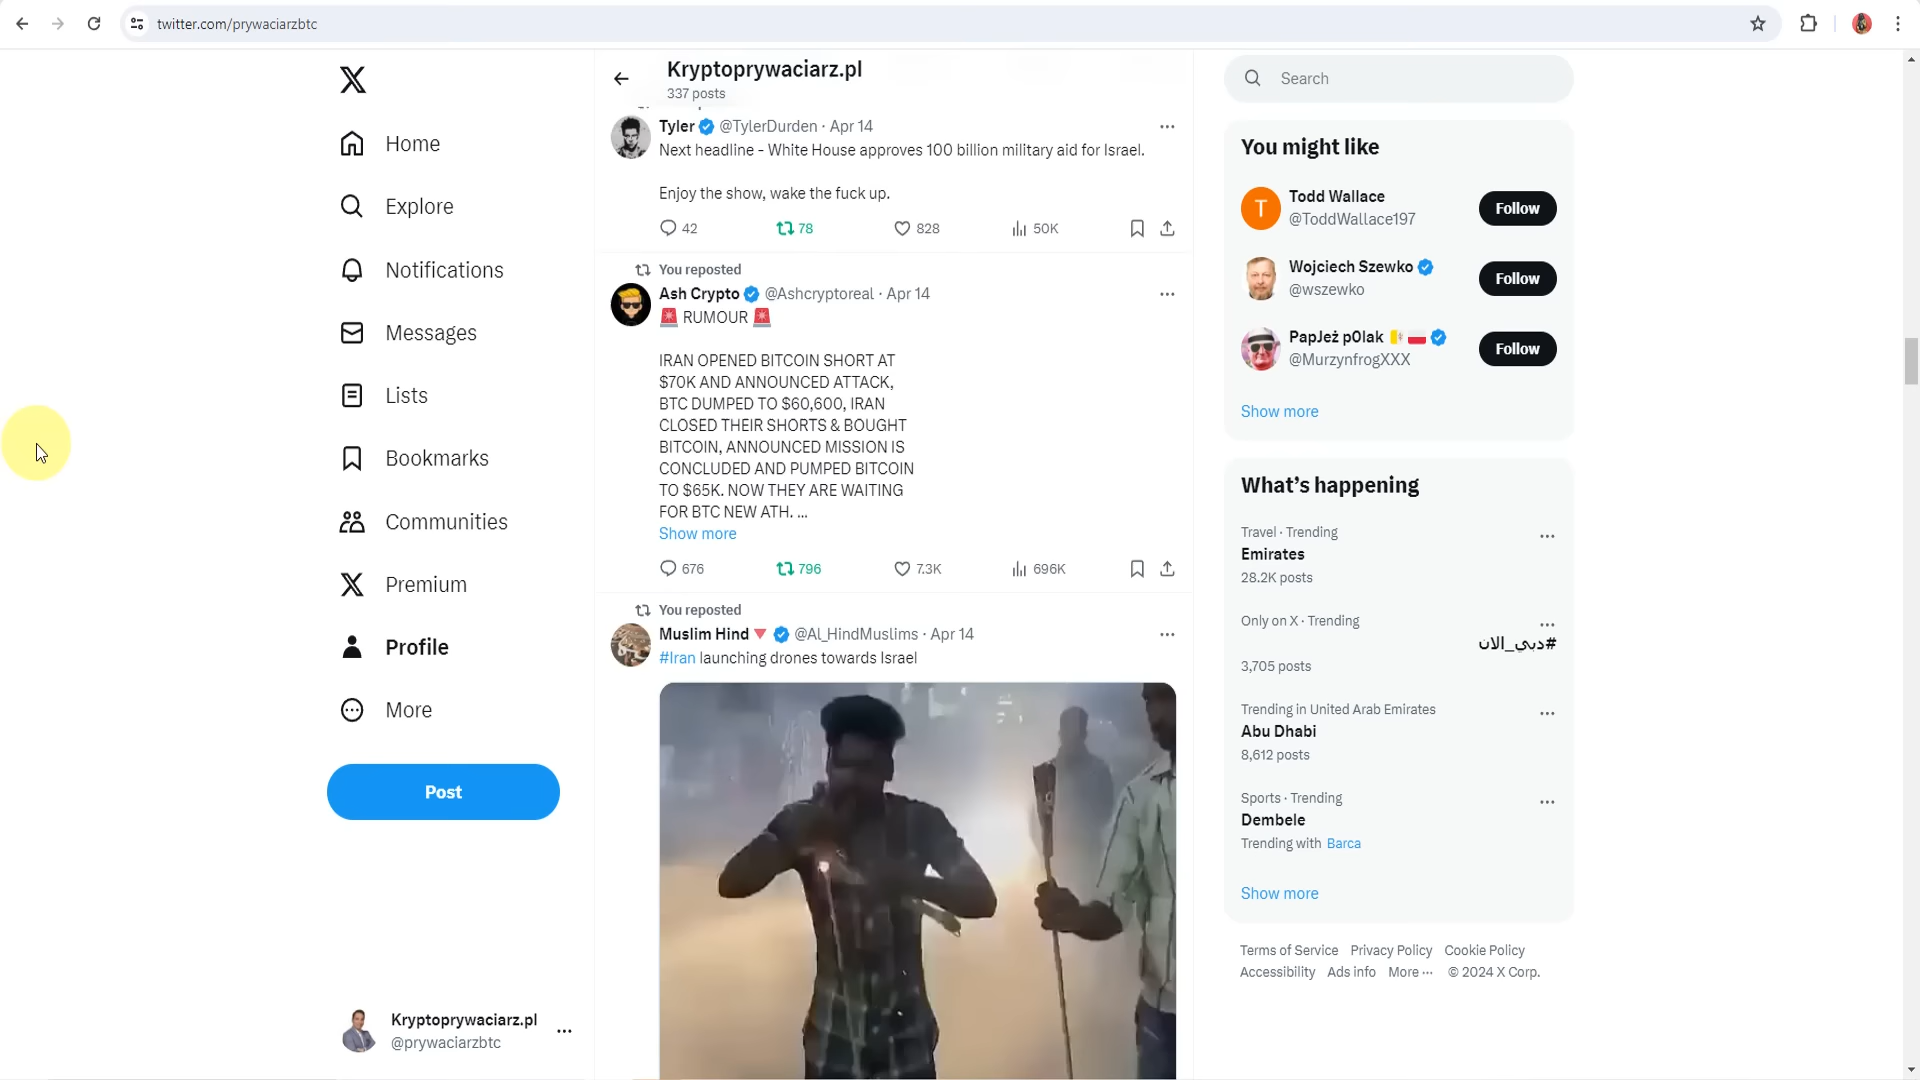 twitter.com/prywaciarzbtc
Home
Explore
Notifications
Messages
Lists
Bookmarks
Communities
Premium
Profile
More
Post
Kryptoprywaciarz.pl
@prywaciarzbtc
Kryptoprywaciarz.pl
337 posts
Tyler @TylerDurden · Apr 14
Next headline - White House approves 100 billion military aid for Israel.
Enjoy the show, wake the fuck up.
42 78 828 50K
You reposted
Ash Crypto @Ashcryptoreal · Apr 14
🚨 RUMOUR 🚨
IRAN OPENED BITCOIN SHORT AT
$70K AND ANNOUNCED ATTACK,
BTC DUMPED TO $60,600, IRAN
CLOSED THEIR SHORTS & BOUGHT
BITCOIN, ANNOUNCED MISSION IS
CONCLUDED AND PUMPED BITCOIN
TO $65K. NOW THEY ARE WAITING
FOR BTC NEW ATH. ...
Show more
676 796 7.3K 696K
You reposted
Muslim Hind🔻 @Al_HindMuslims · Apr 14
#Iran launching drones towards Israel
Search
You might like
T
Todd Wallace
@ToddWallace197
Follow
Wojciech Szewko
@wszewko
Follow
PapJeż p0lak 🇻🇦 🇵🇱
@MurzynfrogXXX
Follow
Show more
What’s happening
Travel · Trending
Emirates
28.2K posts
Only on X · Trending
#دبي_الان
3,705 posts
Trending in United Arab Emirates
Abu Dhabi
8,612 posts
Sports · Trending
Dembele
Trending with Barca
Show more
Terms of Service Privacy Policy Cookie Policy
Accessibility Ads info More ··· © 2024 X Corp.